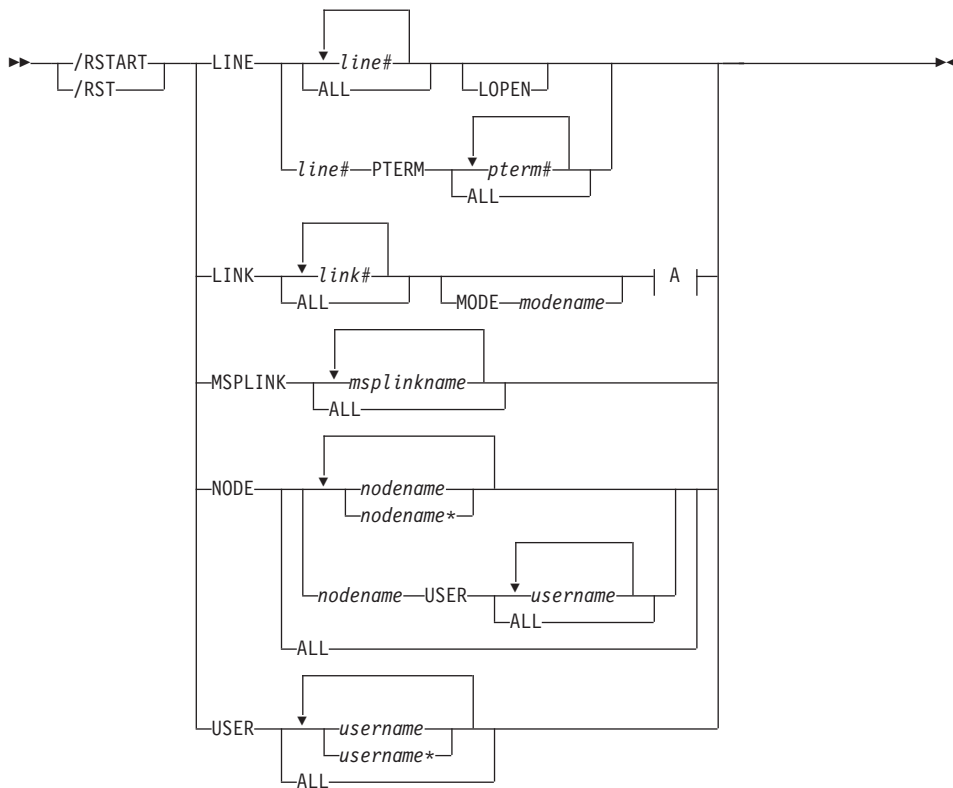 /RSTART LINE line#
/RST ALL LOPEN
line# PTERM pterm#
ALL
LINK link# A
ALL MODE modename
MSPLINK msplinkname
ALL
NODE nodename
nodename*
nodename USER username
ALL
ALL
USER username
username*
ALL